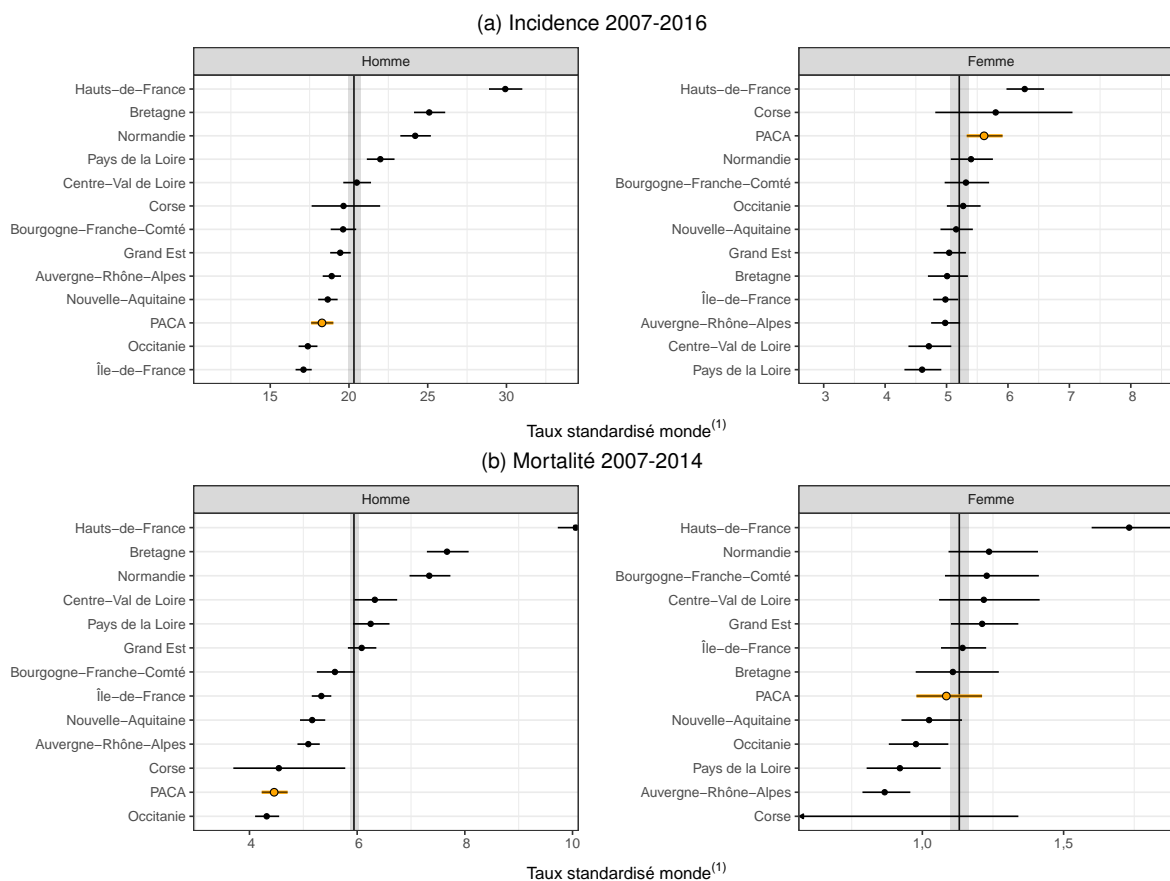 (a) Incidence 2007-2016
Homme
Hauts−de−France
Bretagne
Normandie
Pays de la Loire
Centre−Val de Loire
Corse
Bourgogne−Franche−Comté
Grand Est
Auvergne−Rhône−Alpes
Nouvelle−Aquitaine
PACA
Occitanie
Île−de−France
15 20 25 30
Femme
Hauts−de−France
Corse
PACA
Normandie
Bourgogne−Franche−Comté
Occitanie
Nouvelle−Aquitaine
Grand Est
Bretagne
Île−de−France
Auvergne−Rhône−Alpes
Centre−Val de Loire
Pays de la Loire
3 4 5 6 7 8
Taux standardisé monde(1)
(b) Mortalité 2007-2014
Homme
Hauts−de−France
Bretagne
Normandie
Centre−Val de Loire
Pays de la Loire
Grand Est
Bourgogne−Franche−Comté
Île−de−France
Nouvelle−Aquitaine
Auvergne−Rhône−Alpes
Corse
PACA
Occitanie
4 6 8 10
Femme
Hauts−de−France
Normandie
Bourgogne−Franche−Comté
Centre−Val de Loire
Grand Est
Île−de−France
Bretagne
PACA
Nouvelle−Aquitaine
Occitanie
Pays de la Loire
Auvergne−Rhône−Alpes
Corse
1,0 1,5
Taux standardisé monde(1)